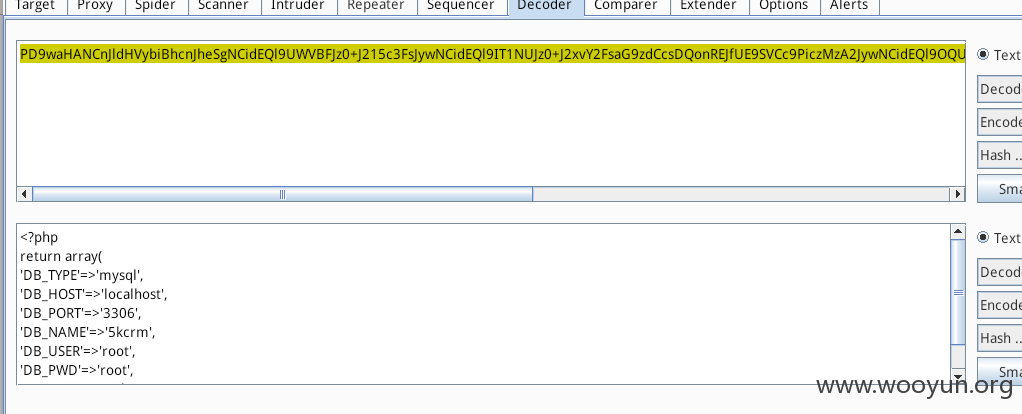 Target Proxy Spider Scanner Intruder Repeater Sequencer Decoder Comparer Extender Options Alerts
PD9waHANCnJldHVybiBhcnJheSgNCidEQl9UWVBFJz0+J215c3FsJywNCidEQl9IT1NUJz0+J2xvY2FsaG9zdCcsDQonREJfUE9SVCc9PiczMzA2JywNCidEQl9OQU
Text
Decod
Encode
Hash ...
Sma
<?php
return array(
'DB_TYPE'=>'mysql',
'DB_HOST'=>'localhost',
'DB_PORT'=>'3306',
'DB_NAME'=>'5kcrm',
'DB_USER'=>'root',
'DB_PWD'=>'root',
Text
Decod
Encode
Hash ...
Sma
www.wooyun.org